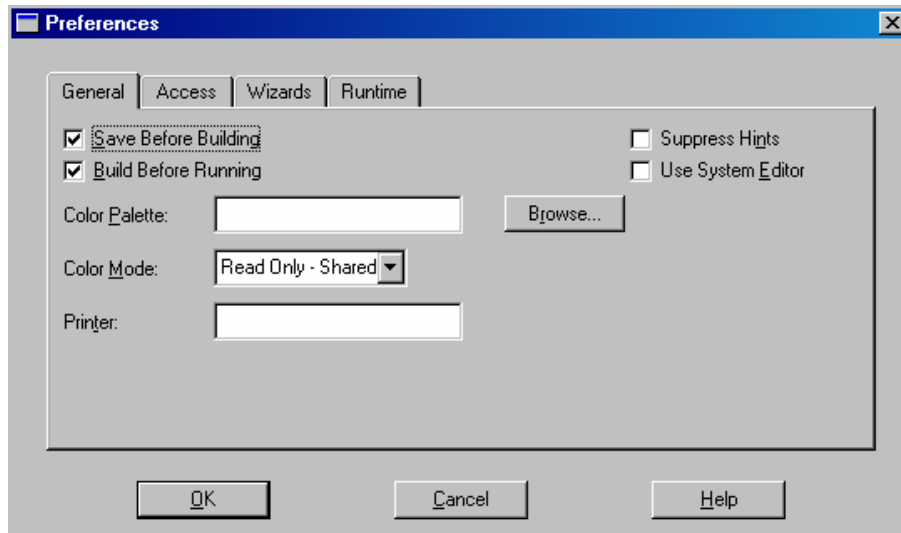 Preferences
General Access Wizards Runtime
Save Before Building Suppress Hints
Build Before Running Use System Editor
Color Palette: Browse...
Color Mode: Read Only - Shared
Printer:
OK Cancel Help